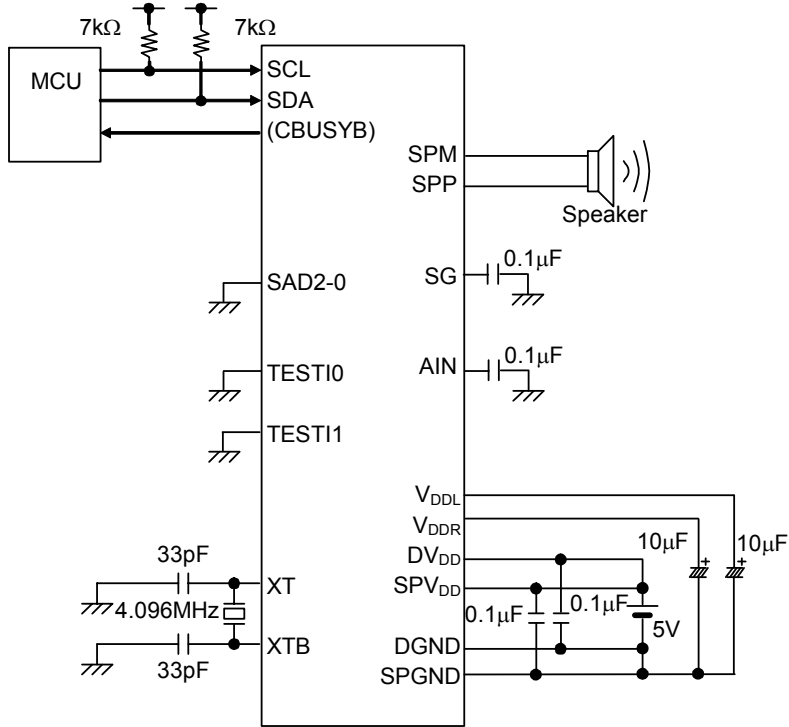 7kΩ
7kΩ
MCU
SCL
SDA
(CBUSYB)
SPM
SPP
Speaker
SAD2-0
SG
0.1μF
TESTI0
AIN
0.1μF
TESTI1
VDDL
VDDR
10μF
10μF
DVDD
33pF
XT
SPVDD
4.096MHz
0.1μF
0.1μF
5V
XTB
DGND
33pF
SPGND